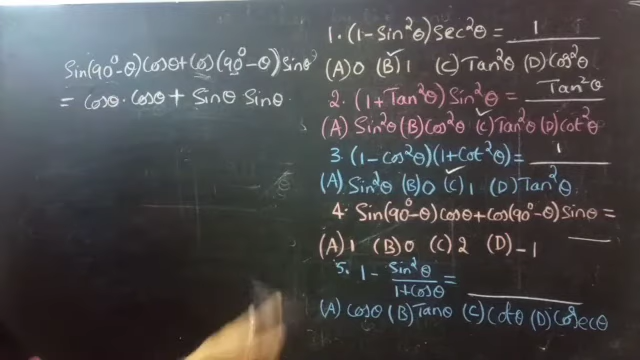 Sin(90°-θ)Cosθ+Cos(90°-θ)Sinθ
= Cosθ.Cosθ + Sinθ Sinθ
1. (1-Sin²θ)Sec²θ = 1
(A) 0 (B) 1 (C) Tan²θ (D) Cos²θ
2. (1+Tan²θ)Sin²θ = Tan²θ
(A) Sin²θ (B) Cos²θ (C) Tan²θ (D) Cot²θ
3. (1-Cos²θ)(1+Cot²θ) = 1
(A) Sin²θ (B) 0 (C) 1 (D) Tan²θ
4. Sin(90°-θ)Cosθ+Cos(90°-θ)Sinθ =
(A) 1 (B) 0 (C) 2 (D) -1
5. 1 - Sin²θ/1+Cosθ =
(A) Cosθ (B) Tanθ (C) Cotθ (D) Cosecθ